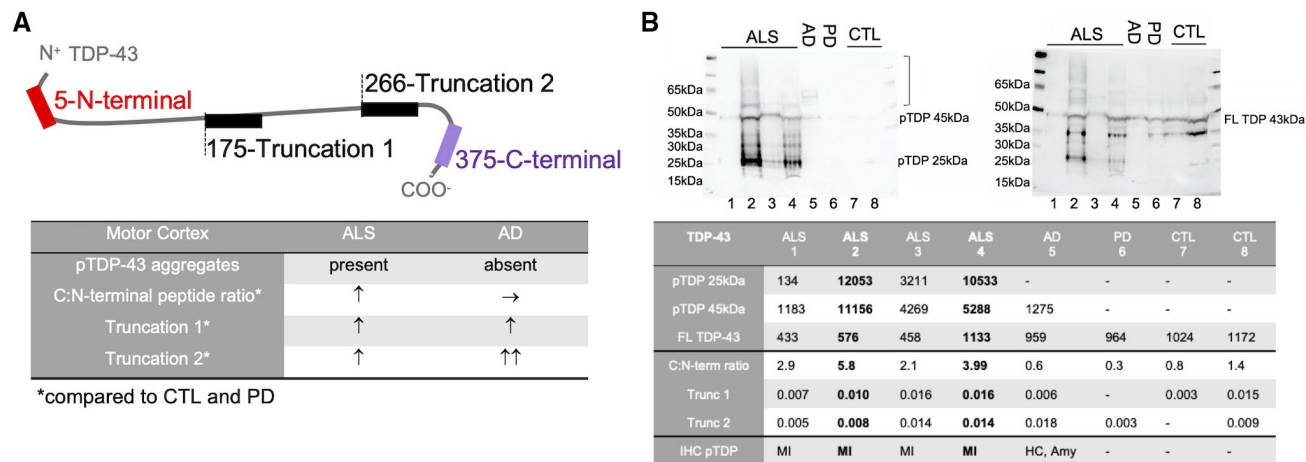 A
N+ TDP-43
5-N-terminal
266-Truncation 2
175-Truncation 1
375-C-terminal
COO-
Motor Cortex ALS AD
pTDP-43 aggregates present absent
C:N-terminal peptide ratio* ↑ →
Truncation 1* ↑ ↑
Truncation 2* ↑ ↑↑
*compared to CTL and PD
B
ALS AD PD CTL
65kDa
50kDa
35kDa
30kDa
25kDa
15kDa
pTDP 45kDa
pTDP 25kDa
1 2 3 4 5 6 7 8
ALS AD PD CTL
65kDa
50kDa
35kDa
30kDa
25kDa
15kDa
FL TDP 43kDa
1 2 3 4 5 6 7 8
TDP-43 ALS 1 ALS 2 ALS 3 ALS 4 AD 5 PD 6 CTL 7 CTL 8
pTDP 25kDa 134 12053 3211 10533 - - - -
pTDP 45kDa 1183 11156 4269 5288 1275 - - -
FL TDP-43 433 576 458 1133 959 964 1024 1172
C:N-term ratio 2.9 5.8 2.1 3.99 0.6 0.3 0.8 1.4
Trunc 1 0.007 0.010 0.016 0.016 0.006 - 0.003 0.015
Trunc 2 0.005 0.008 0.014 0.014 0.018 0.003 - 0.009
IHC pTDP MI MI MI MI HC, Amy - - -